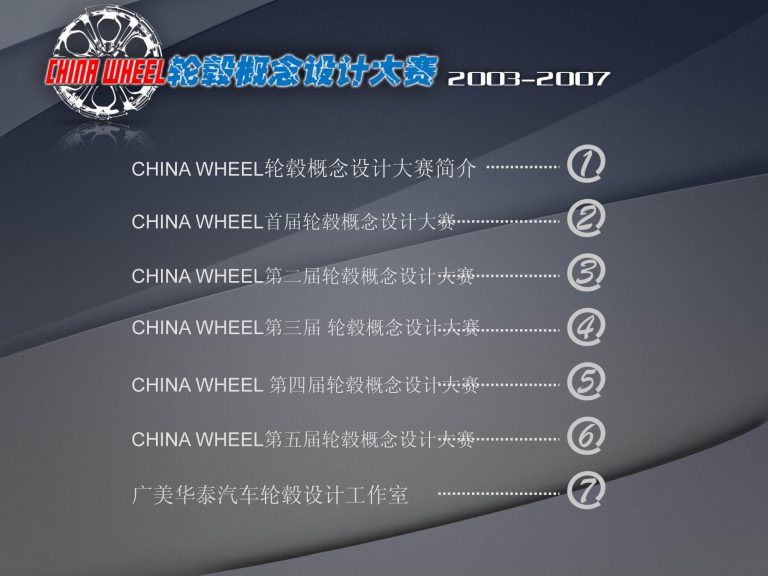 CHINA WHEEL轮毂概念设计大赛 2003-2007
CHINA WHEEL轮毂概念设计大赛简介 1
CHINA WHEEL首届轮毂概念设计大赛 2
CHINA WHEEL第二届轮毂概念设计大赛 3
CHINA WHEEL第三届 轮毂概念设计大赛 4
CHINA WHEEL 第四届轮毂概念设计大赛 5
CHINA WHEEL第五届轮毂概念设计大赛 6
广美华泰汽车轮毂设计工作室 7